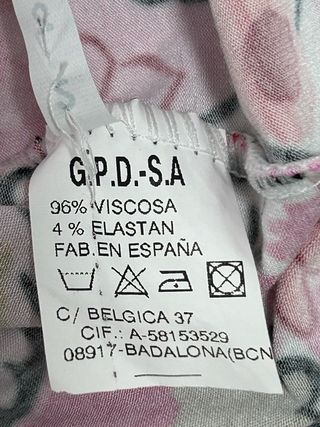 G.P.D.-S.A
96% VISCOSA
4 % ELASTAN
FAB.EN ESPAÑA
C/ BELGICA 37
CIF.: A-58153529
08917-BADALONA(BCN